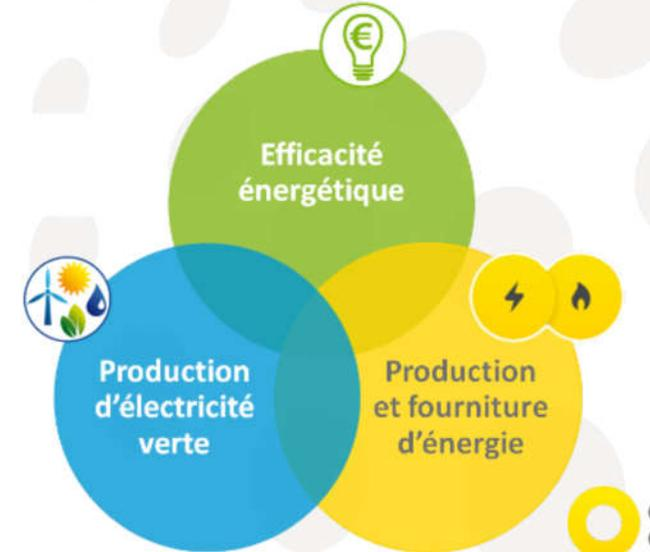 €
Efficacité
énergétique
Production
d'électricité
verte
Production
et fourniture
d'énergie